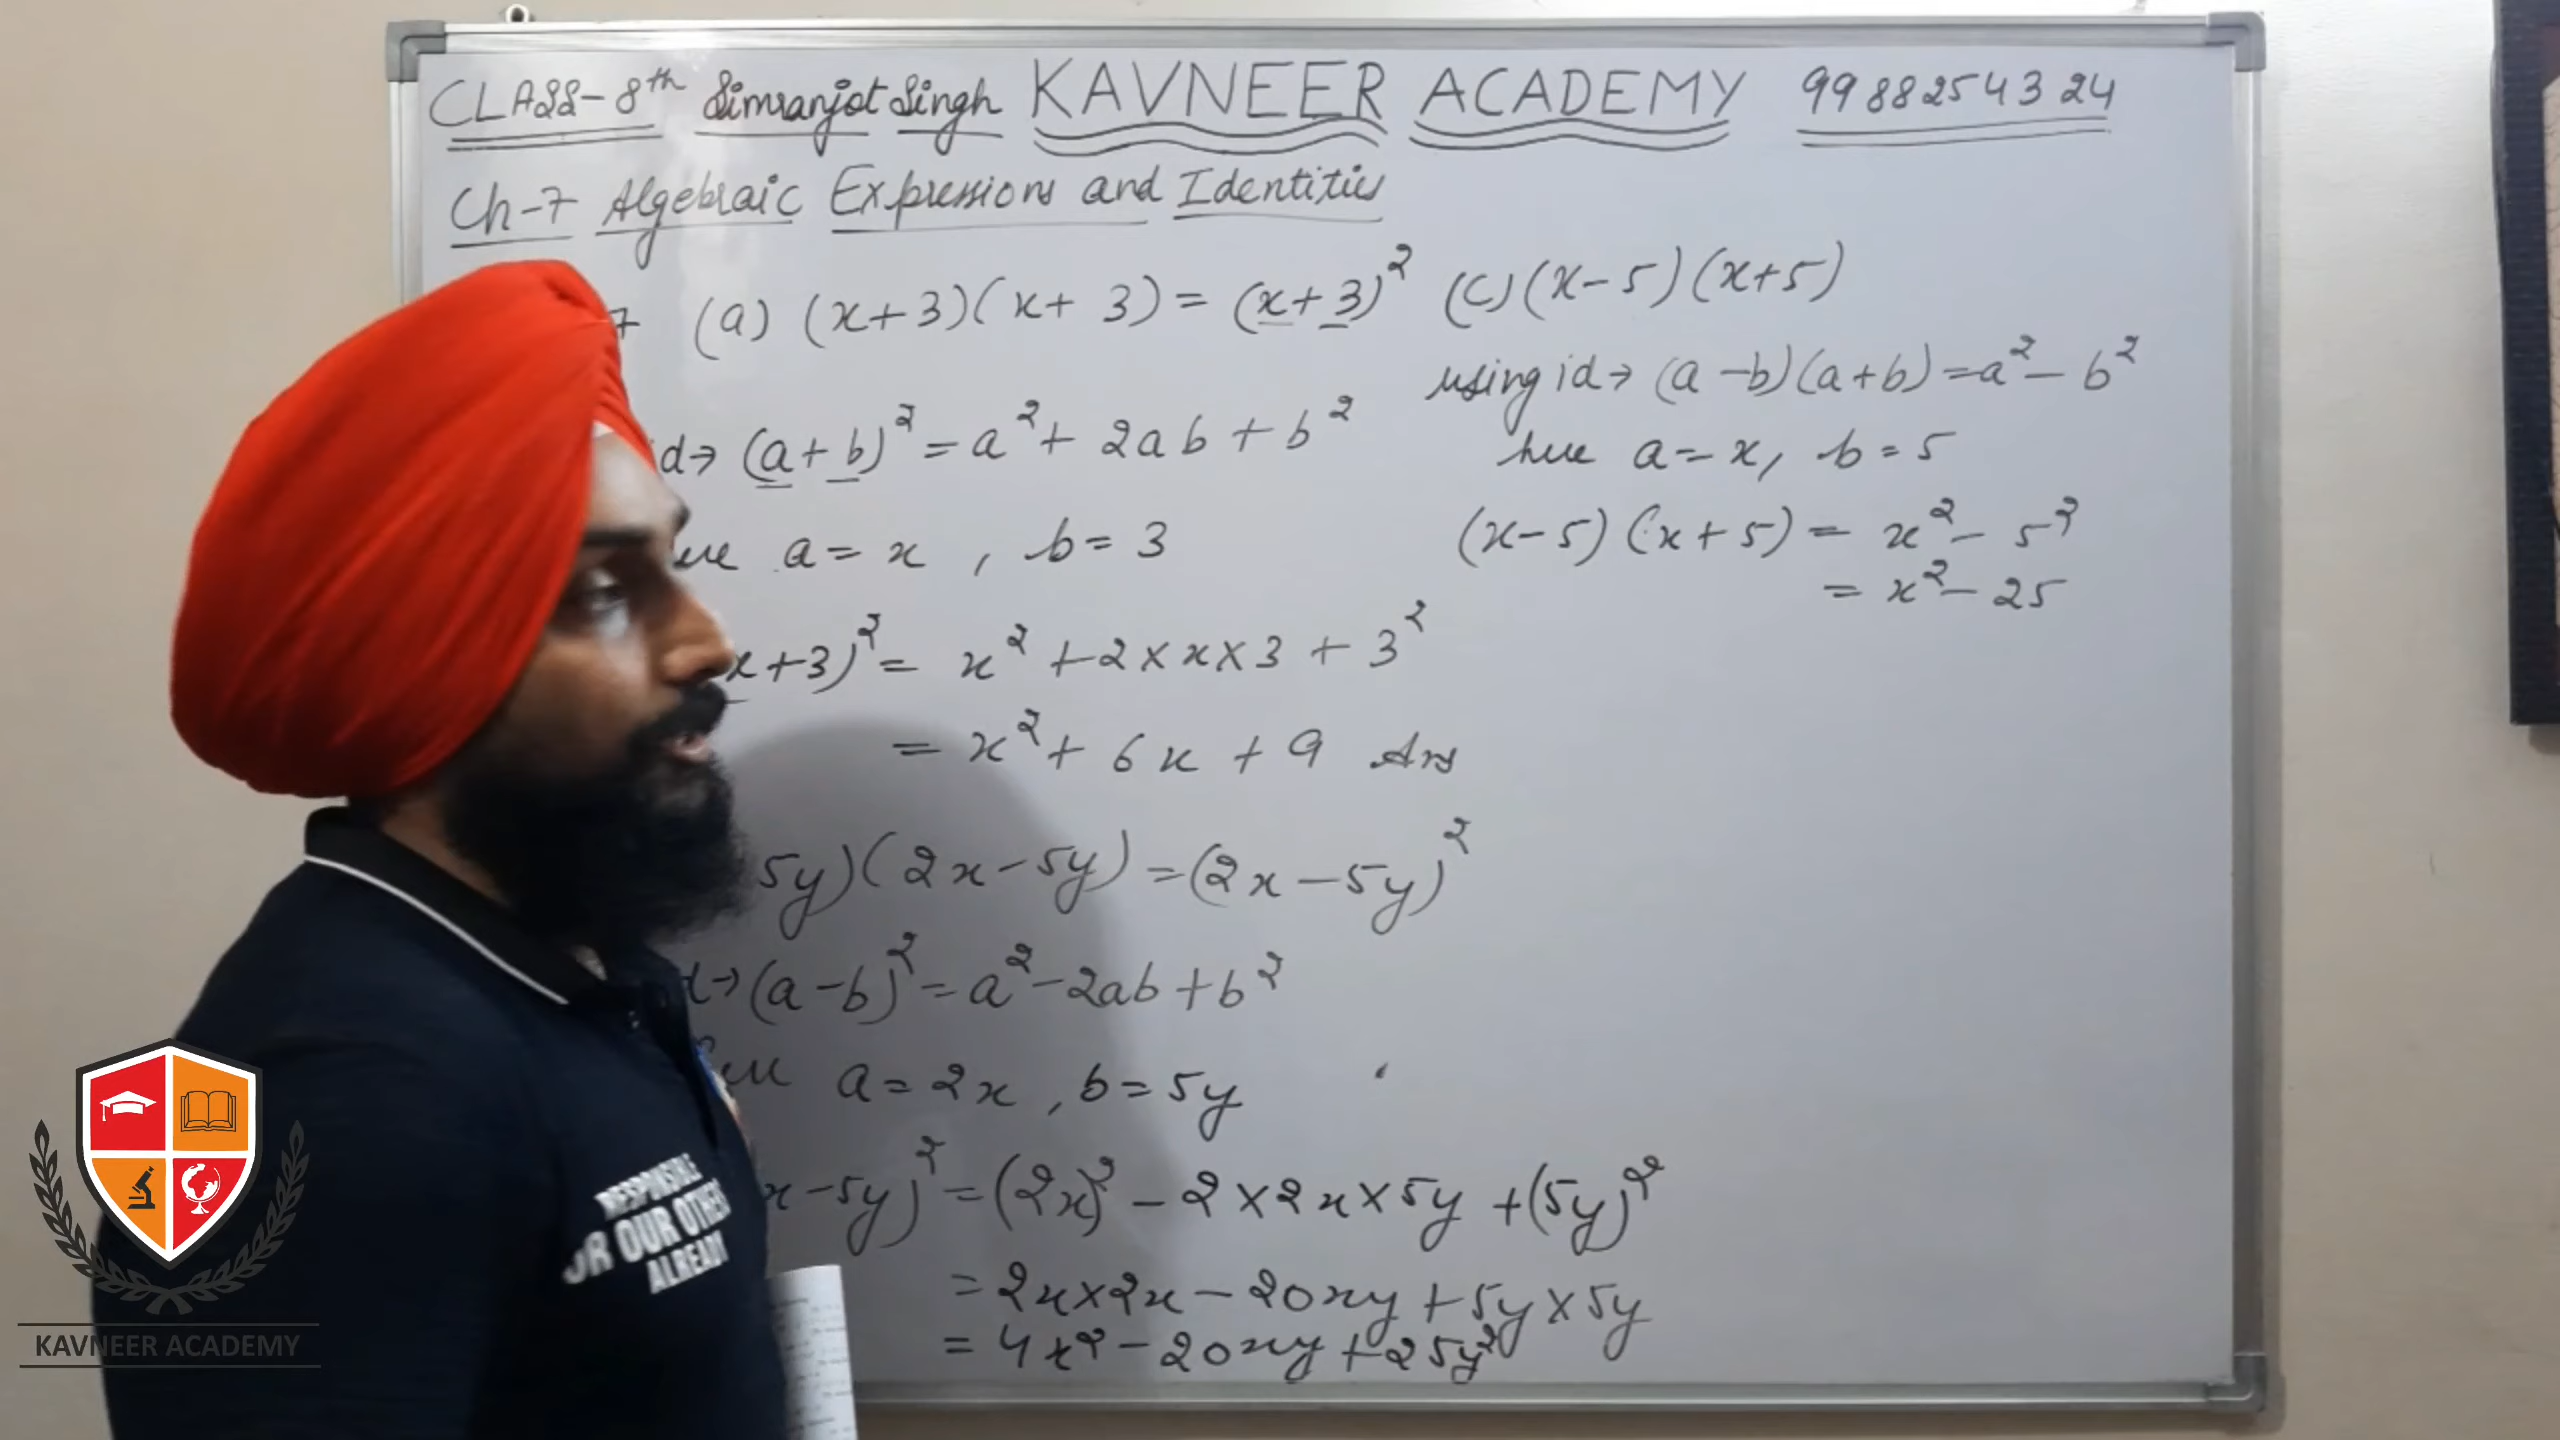 CLASS-8th Simranjot Singh KAVNEER ACADEMY 9988254324
Ch-7 Algebraic Expressions and Identities
7 (a) (x+3)(x+3) = (x+3)²
d→ (a+b)² = a² + 2ab + b²
a = x , b = 3
x+3)² = x² + 2×x×3 + 3²
= x² + 6x + 9 Ans
5y)(2x-5y) = (2x-5y)²
→ (a-b)² = a² - 2ab + b²
a = 2x , b = 5y
x-5y)² = (2x)² - 2×2x×5y + (5y)²
= 2x×2x - 20xy + 5y×5y
= 4x² - 20xy + 25y²
(c) (x-5)(x+5)
using id→ (a-b)(a+b) = a² - b²
here a = x, b = 5
(x-5)(x+5) = x² - 5²
= x² - 25
RESPONSIBLE
OR OUR OTHER
ALREADY
KAVNEER ACADEMY